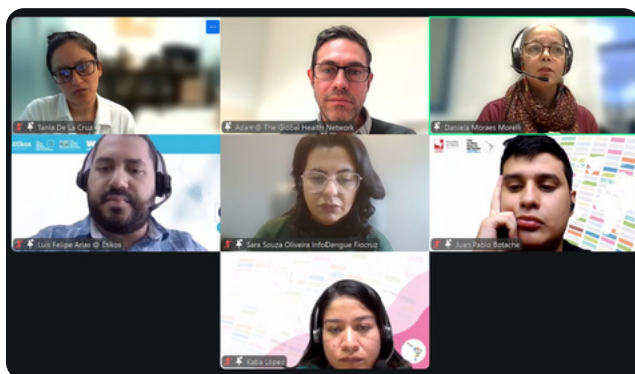 Tania De La Cruz
Adam @ The Global Health Network
Daniela Moraes Morelli
Etikos
Luis Felipe Arias @ Etikos
Sara Souza Oliveira InfoDengue Fiocruz
Juan Pablo Botache
Katia López